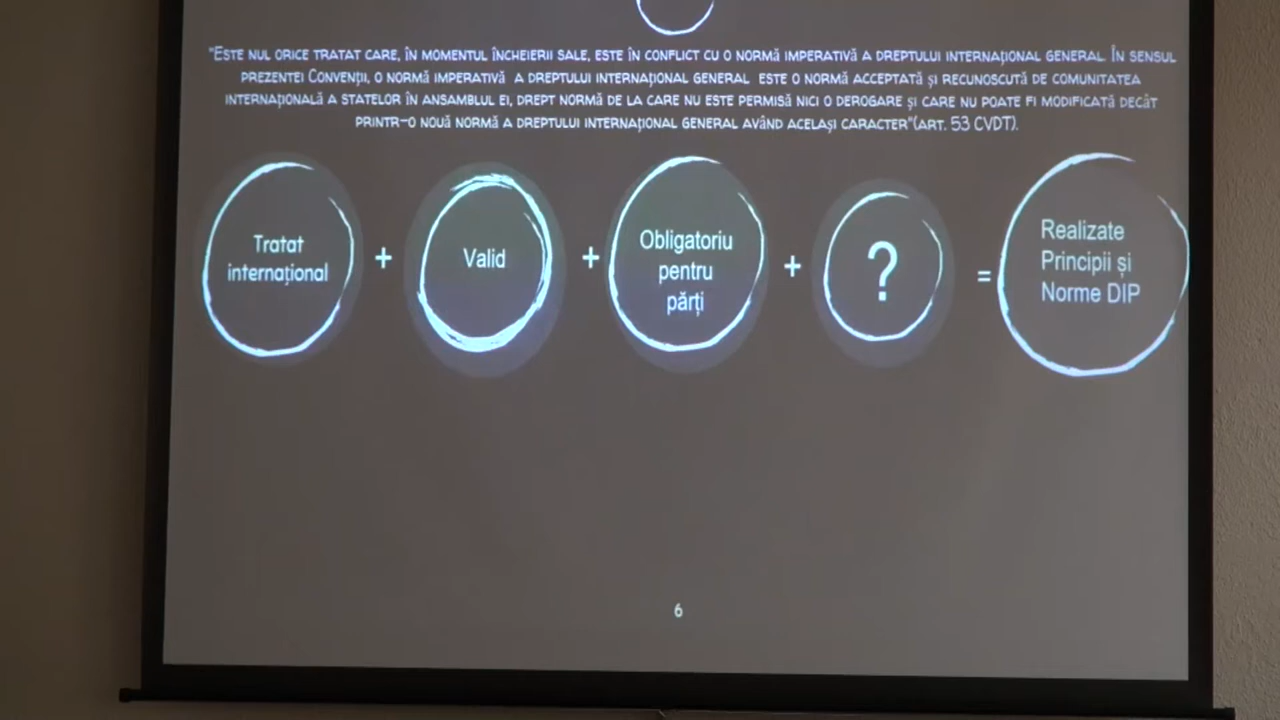 "Este nul orice tratat care, în momentul încheierii sale, este în conflict cu o normă imperativă a dreptului internațional general. În sensul
prezentei Convenții, o normă imperativă a dreptului internațional general este o normă acceptată și recunoscută de comunitatea
internațională a statelor în ansamblul ei, drept normă de la care nu este permisă nici o derogare și care nu poate fi modificată decât
printr-o nouă normă a dreptului internațional general având același caracter"(art. 53 CVDT).
Tratat
internațional
+
Valid
+
Obligatoriu
pentru
părți
+
?
=
Realizate
Principii și
Norme DIP
6